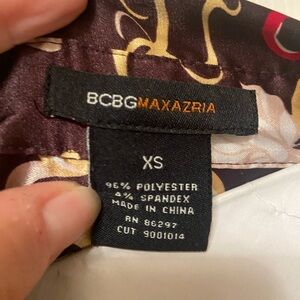 BCBGMAXAZRIA
XS
96% POLYESTER
4% SPANDEX
MADE IN CHINA
RN 86297
CUT 9001014